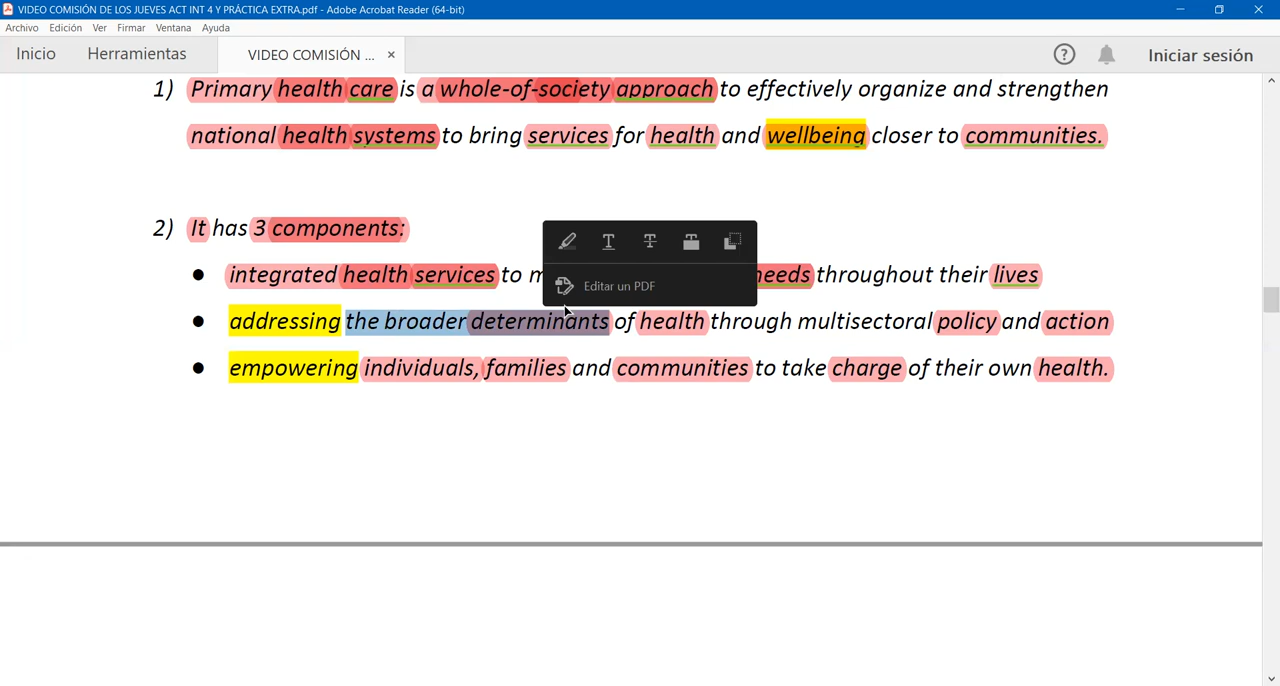 VIDEO COMISIÓN DE LOS JUEVES ACT INT 4 Y PRÁCTICA EXTRA.pdf - Adobe Acrobat Reader (64-bit)
Archivo Edición Ver Firmar Ventana Ayuda
Inicio Herramientas VIDEO COMISIÓN ... × Iniciar sesión
1) Primary health care is a whole-of-society approach to effectively organize and strengthen
national health systems to bring services for health and wellbeing closer to communities.
2) It has 3 components:
● integrated health services to needs throughout their lives
Editar un PDF
● addressing the broader determinants of health through multisectoral policy and action
● empowering individuals, families and communities to take charge of their own health.